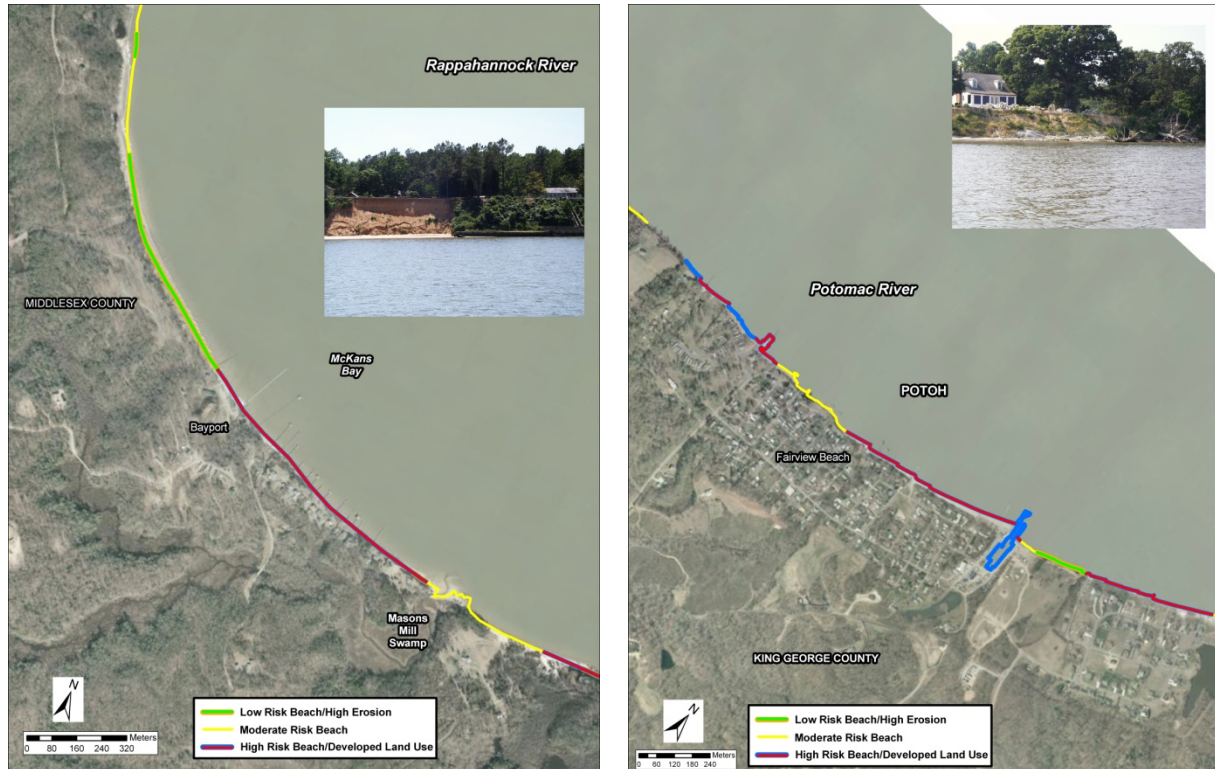 Rappahannock River
MIDDLESEX COUNTY
McKans
Bay
Bayport
Masons
Mill
Swamp
N
Meters
0 80 160 240 320
Low Risk Beach/High Erosion
Moderate Risk Beach
High Risk Beach/Developed Land Use
Potomac River
POTOH
Fairview Beach
KING GEORGE COUNTY
N
Meters
0 60 120 180 240
Low Risk Beach/High Erosion
Moderate Risk Beach
High Risk Beach/Developed Land Use